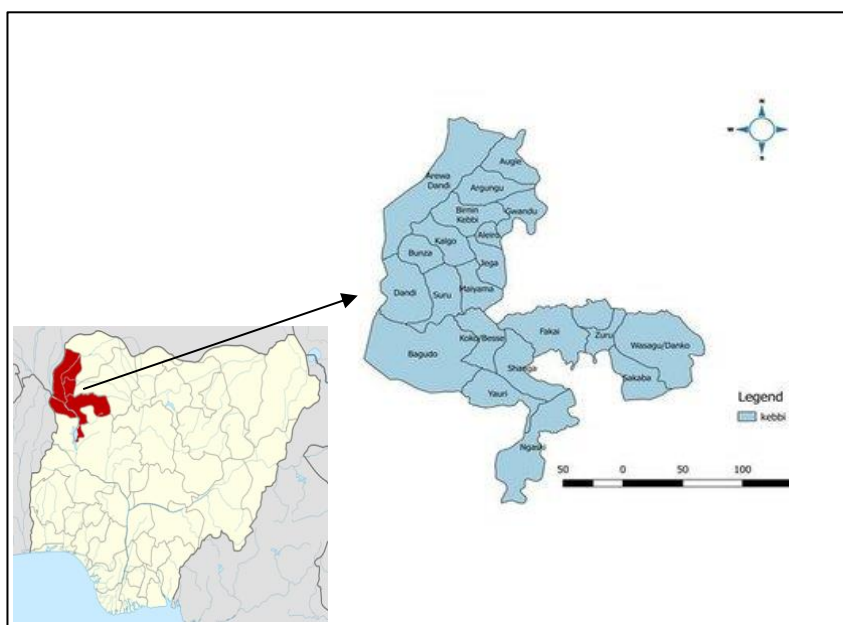 N
W
E
S
Augie
Arewa
Dandi
Argungu
Birnin
Kebbi
Gwandu
Aleiro
Kalgo
Bunza
Jega
Dandi
Suru
Maiyama
Koko/Besse
Fakai
Zuru
Wasagu/Danko
Bagudo
Shanga
Sakaba
Yauri
Ngaski
Legend
kebbi
50 0 50 100